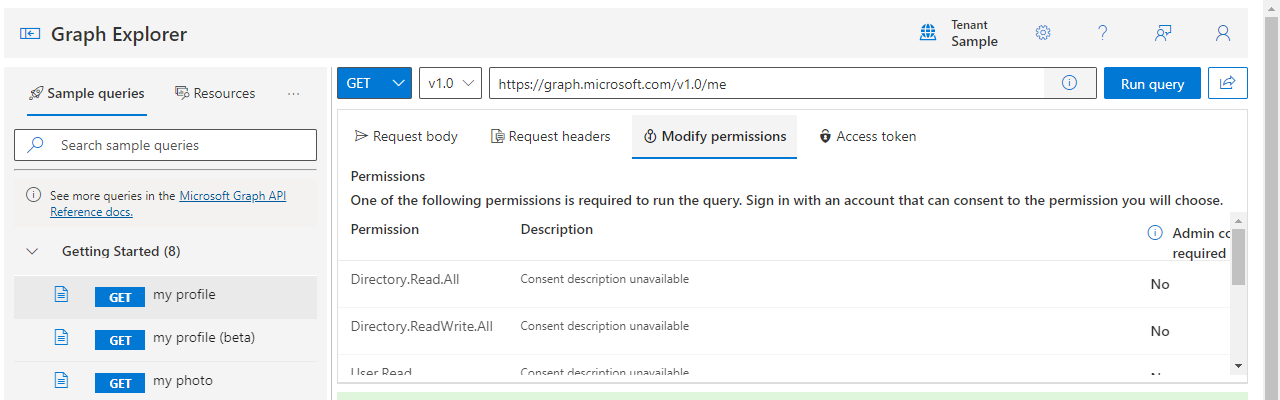 Graph Explorer
Tenant
Sample
Sample queries
Resources
...
Search sample queries
See more queries in the Microsoft Graph API
Reference docs.
Getting Started (8)
GET my profile
GET my profile (beta)
GET my photo
GET
v1.0
https://graph.microsoft.com/v1.0/me
Run query
Request body
Request headers
Modify permissions
Access token
Permissions
One of the following permissions is required to run the query. Sign in with an account that can consent to the permission you will choose.
Permission
Description
Admin co
required
Directory.Read.All
Consent description unavailable
No
Directory.ReadWrite.All
Consent description unavailable
No
User.Read
Consent description unavailable